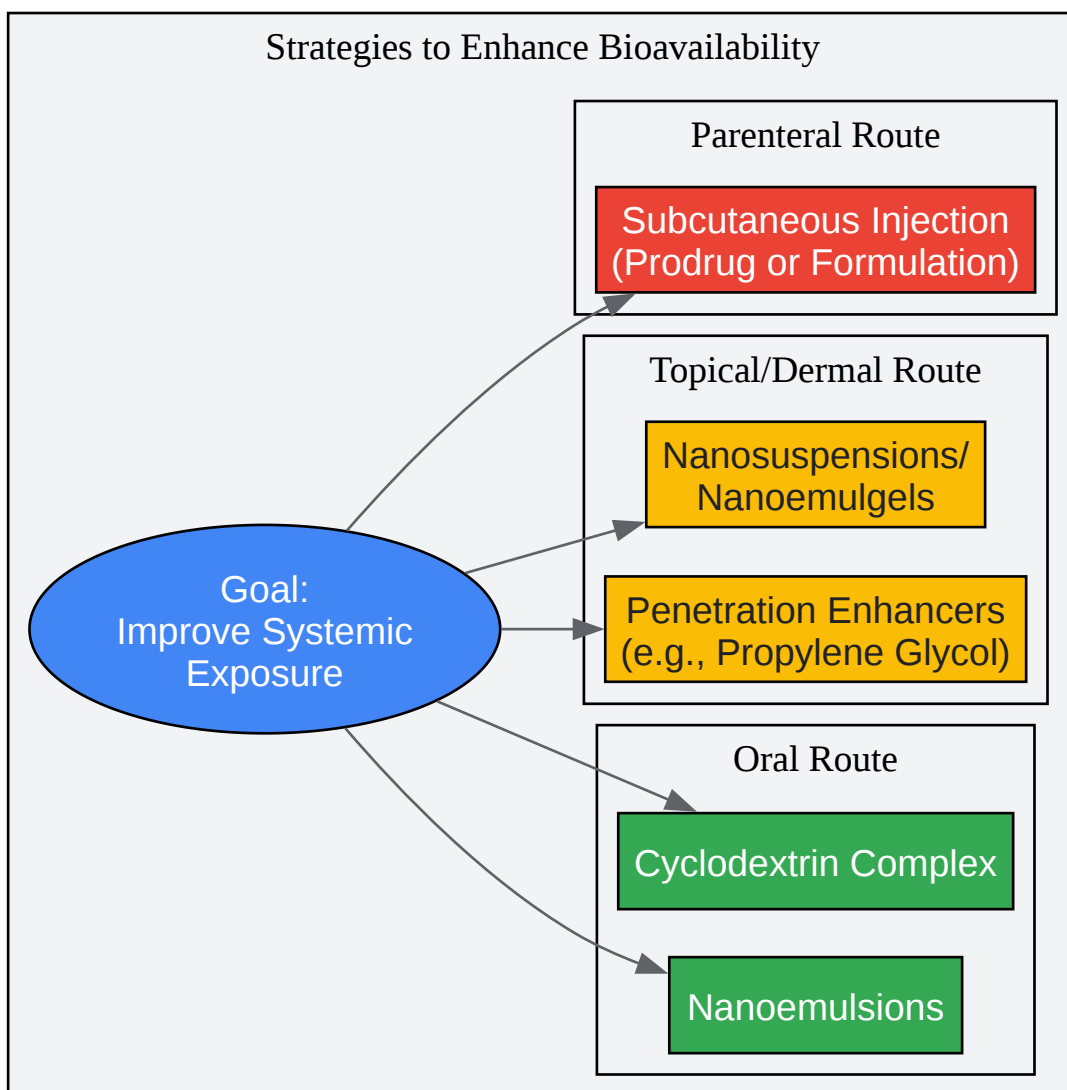 Strategies to Enhance Bioavailability
Parenteral Route
Subcutaneous Injection
(Prodrug or Formulation)
Topical/Dermal Route
Nanosuspensions/
Nanoemulgels
Goal:
Improve Systemic
Exposure
Penetration Enhancers
(e.g., Propylene Glycol)
Oral Route
Cyclodextrin Complex
Nanoemulsions